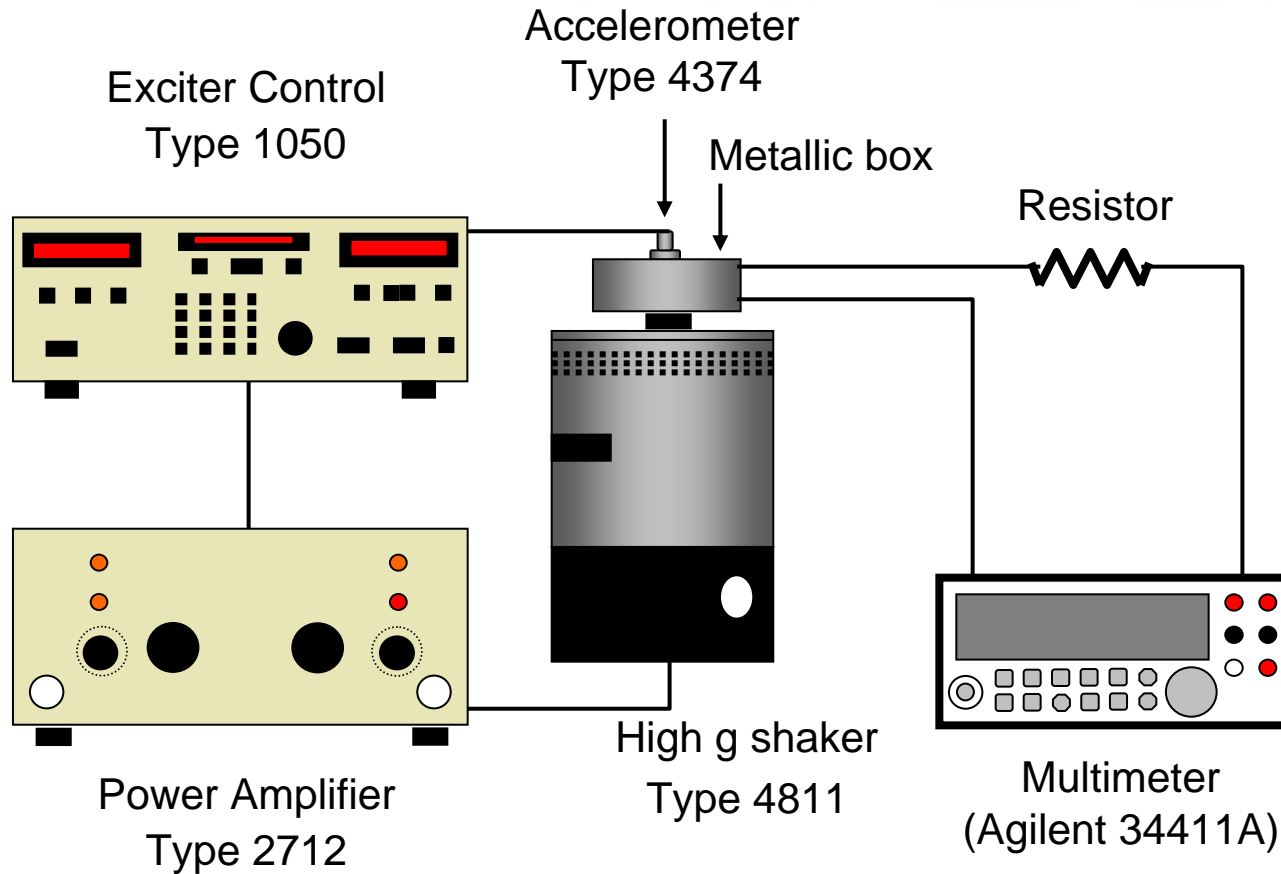 Accelerometer
Type 4374
Exciter Control
Type 1050
Metallic box
Resistor
High g shaker
Type 4811
Power Amplifier
Type 2712
Multimeter
(Agilent 34411A)